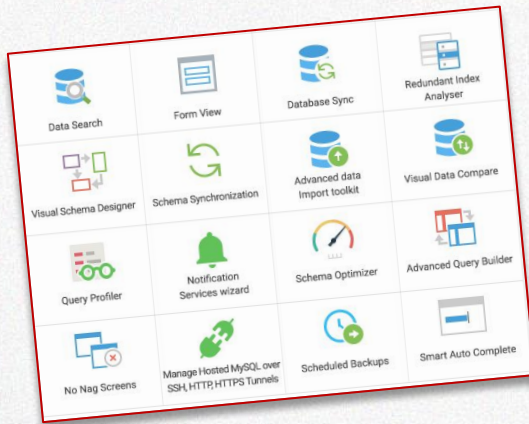 Data Search
Form View
Database Sync
Redundant Index
Analyser
Visual Schema Designer
Schema Synchronization
Advanced data
Import toolkit
Visual Data Compare
Query Profiler
Notification
Services wizard
Schema Optimizer
Advanced Query Builder
No Nag Screens
Manage Hosted MySQL over
SSH, HTTP, HTTPS Tunnels
Scheduled Backups
Smart Auto Complete